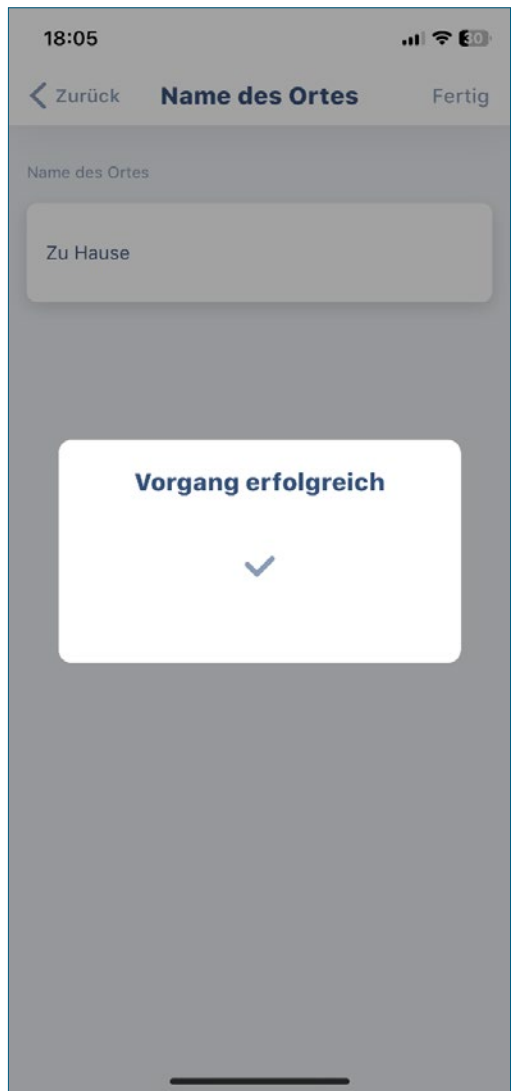 18:05 30
Zurück Name des Ortes Fertig
Name des Ortes
Zu Hause
Vorgang erfolgreich